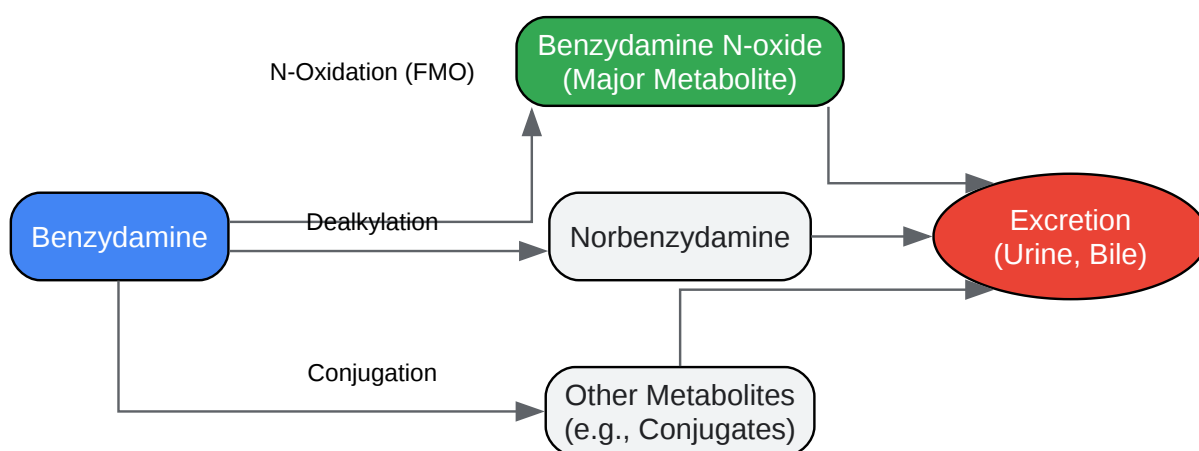 Benzydamine N-oxide
(Major Metabolite)
N-Oxidation (FMO)
Dealkylation
Benzydamine
Norbenzydamine
Excretion
(Urine, Bile)
Conjugation
Other Metabolites
(e.g., Conjugates)